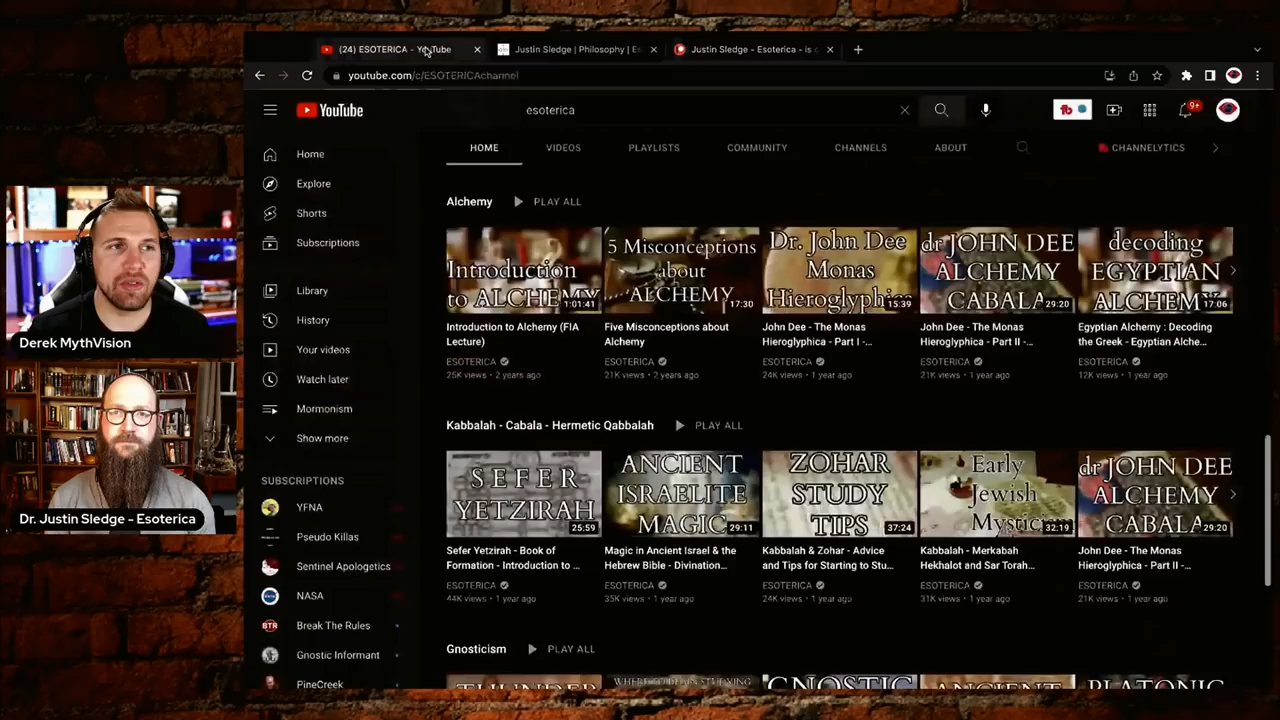 (24) ESOTERICA - YouTube
Justin Sledge | Philosophy | Es
Justin Sledge - Esoterica - is c
youtube.com/c/ESOTERICAchannel
YouTube
esoterica
9+
HOME
VIDEOS
PLAYLISTS
COMMUNITY
CHANNELS
ABOUT
CHANNELYTICS
Home
Explore
Shorts
Subscriptions
Library
History
Your videos
Watch later
Mormonism
Show more
SUBSCRIPTIONS
YFNA
Pseudo Killas
Sentinel Apologetics
NASA
Break The Rules
Gnostic Informant
PineCreek
Derek MythVision
Dr. Justin Sledge - Esoterica
Alchemy
PLAY ALL
Introduction
to ALCHEMY
1:01:41
Introduction to Alchemy (FIA
Lecture)
ESOTERICA
25K views • 2 years ago
5 Misconceptions
about
ALCHEMY
17:30
Five Misconceptions about
Alchemy
ESOTERICA
21K views • 2 years ago
Dr. John Dee
Monas
Hieroglyphica
15:39
John Dee - The Monas
Hieroglyphica - Part I -...
ESOTERICA
24K views • 1 year ago
dr JOHN DEE
ALCHEMY
CABALA
29:20
John Dee - The Monas
Hieroglyphica - Part II -...
ESOTERICA
21K views • 1 year ago
decoding
EGYPTIAN
ALCHEMY
17:06
Egyptian Alchemy : Decoding
the Greek - Egyptian Alche...
ESOTERICA
12K views • 1 year ago
Kabbalah - Cabala - Hermetic Qabbalah
PLAY ALL
SEFER
YETZIRAH
25:59
Sefer Yetzirah - Book of
Formation - Introduction to ...
ESOTERICA
44K views • 1 year ago
ANCIENT
ISRAELITE
MAGIC
29:11
Magic in Ancient Israel & the
Hebrew Bible - Divination...
ESOTERICA
35K views • 1 year ago
ZOHAR
STUDY
TIPS
37:24
Kabbalah & Zohar - Advice
and Tips for Starting to Stu...
ESOTERICA
24K views • 1 year ago
Early
Jewish
Mysticism
32:19
Kabbalah - Merkabah
Hekhalot and Sar Torah...
ESOTERICA
31K views • 1 year ago
dr JOHN DEE
ALCHEMY
CABALA
29:20
John Dee - The Monas
Hieroglyphica - Part II -...
ESOTERICA
21K views • 1 year ago
Gnosticism
PLAY ALL
THUNDER
GNOSTIC
ANCIENT
PLATONIC